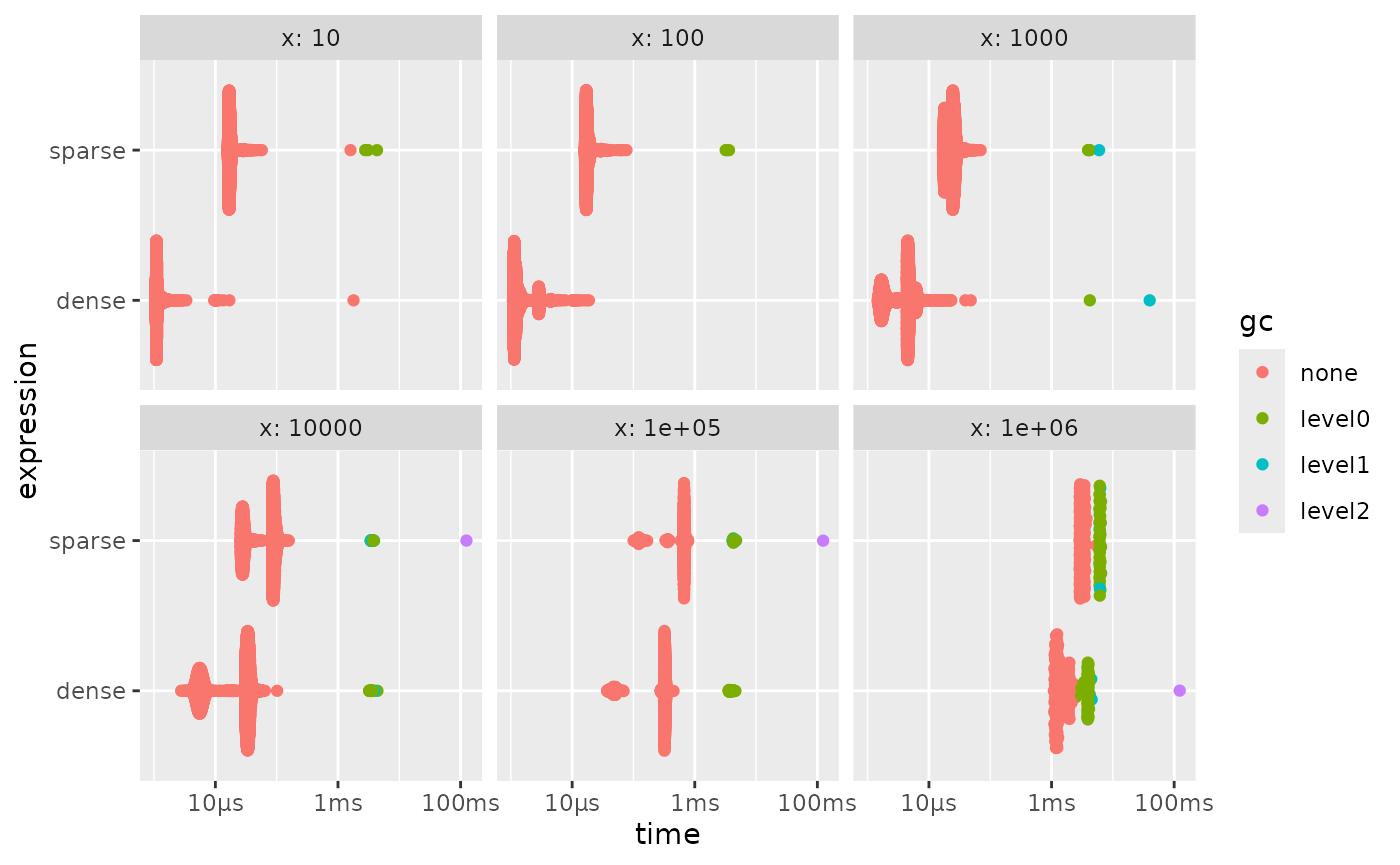 x: 10
x: 100
x: 1000
sparse
dense
x: 10000
x: 1e+05
x: 1e+06
sparse
dense
10µs
1ms
100ms
10µs
1ms
100ms
10µs
1ms
100ms
time
expression
gc
none
level0
level1
level2